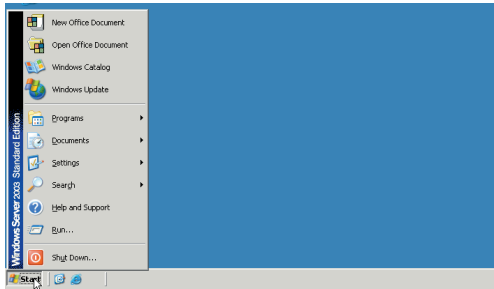 New Office Document
Open Office Document
Windows Catalog
Windows Update
Programs
Documents
Settings
Search
Help and Support
Run...
Shut Down...
Windows Server 2003 Standard Edition
Start